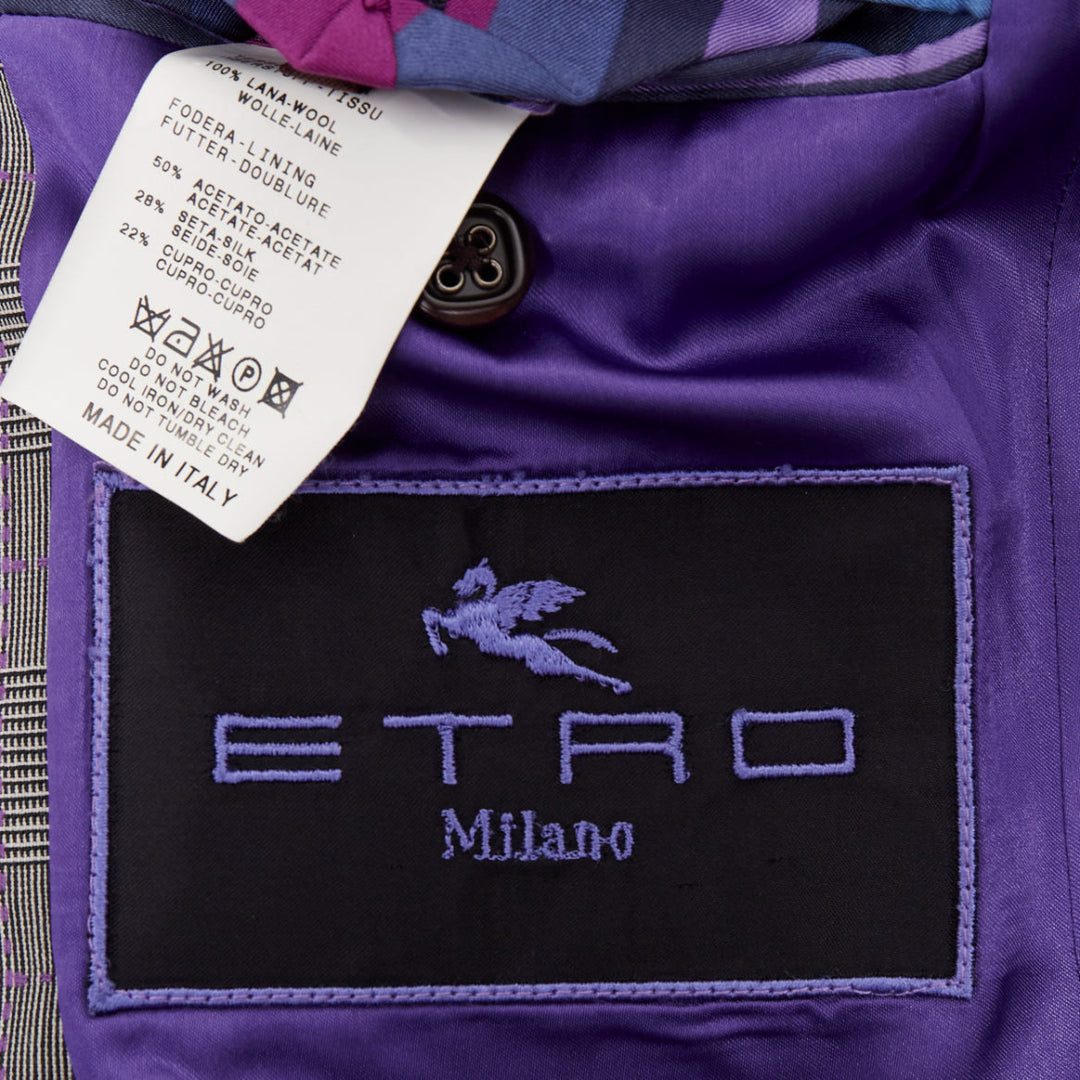 100% LANA-WOOL
WOLLE-LAINE
FODERA-LINING
FUTTER-DOUBLURE
50% ACETATO-ACETATE
ACETATE-ACETAT
28% SETA-SILK
SEIDE-SOIE
22% CUPRO-CUPRO
CUPRO-CUPRO
DO NOT WASH
DO NOT BLEACH
COOL IRON/DRY CLEAN
DO NOT TUMBLE DRY
MADE IN ITALY
ETRO
Milano